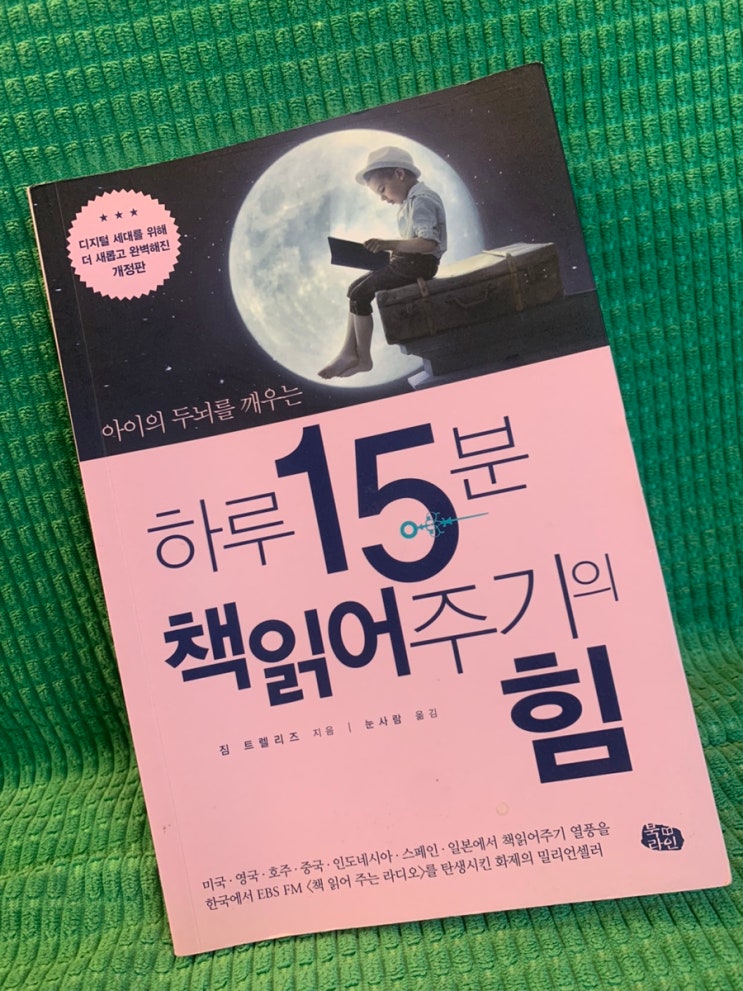 ★ ★ ★
디지털 세대를 위해
더 새롭고 완벽해진
개정판
아이의 두뇌를 깨우는
하루 15분
책읽어주기의
힘
짐 트렐리즈 지음 | 눈사람 옮김
미국·영국·호주·중국·인도네시아·스페인·일본에서 책읽어주기 열풍을
한국에서 EBS FM 〈책 읽어 주는 라디오〉를 탄생시킨 화제의 밀리언셀러
북라인